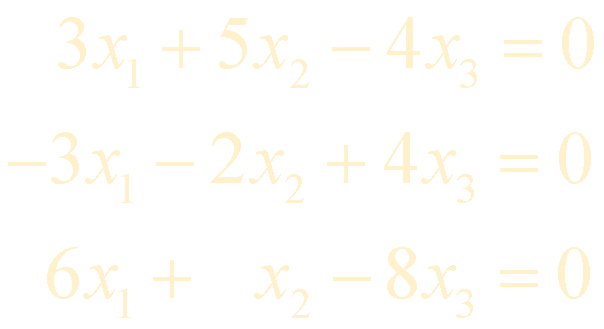 3x₁ + 5x₂ − 4x₃ = 0
−3x₁ − 2x₂ + 4x₃ = 0
6x₁ + x₂ − 8x₃ = 0